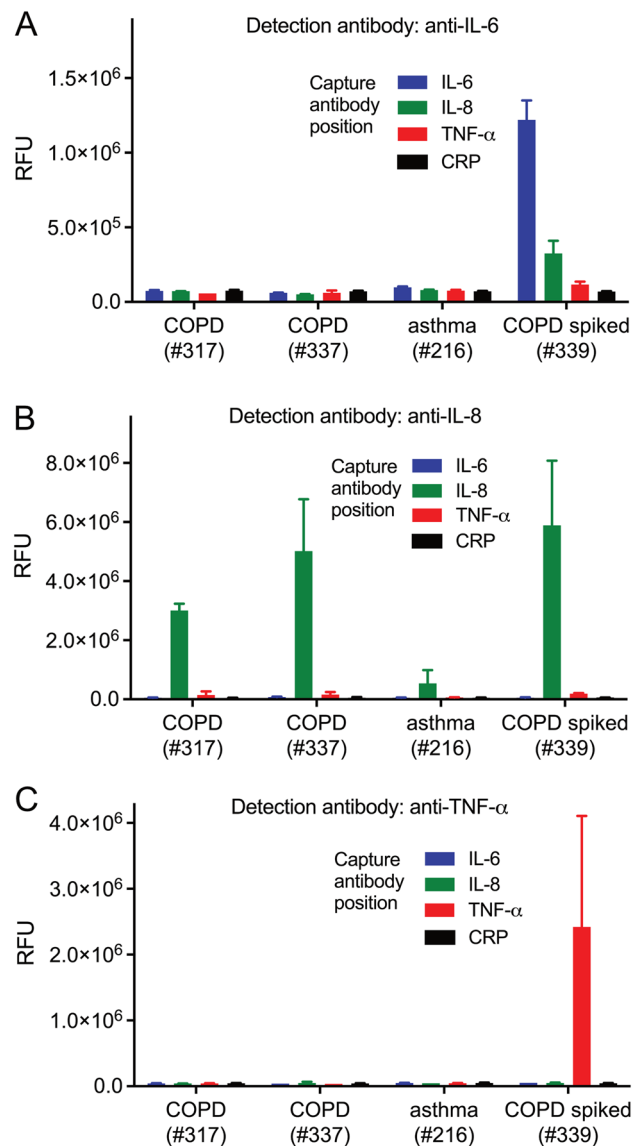 A
Detection antibody: anti-IL-6
RFU
1.5×10⁶
1.0×10⁶
5.0×10⁵
0.0
Capture
antibody
position
IL-6
IL-8
TNF-α
CRP
COPD
(#317)
COPD
(#337)
asthma
(#216)
COPD spiked
(#339)
B
Detection antibody: anti-IL-8
RFU
8.0×10⁶
6.0×10⁶
4.0×10⁶
2.0×10⁶
0.0
Capture
antibody
position
IL-6
IL-8
TNF-α
CRP
COPD
(#317)
COPD
(#337)
asthma
(#216)
COPD spiked
(#339)
C
Detection antibody: anti-TNF-α
RFU
4.0×10⁶
3.0×10⁶
2.0×10⁶
1.0×10⁶
0.0
Capture
antibody
position
IL-6
IL-8
TNF-α
CRP
COPD
(#317)
COPD
(#337)
asthma
(#216)
COPD spiked
(#339)